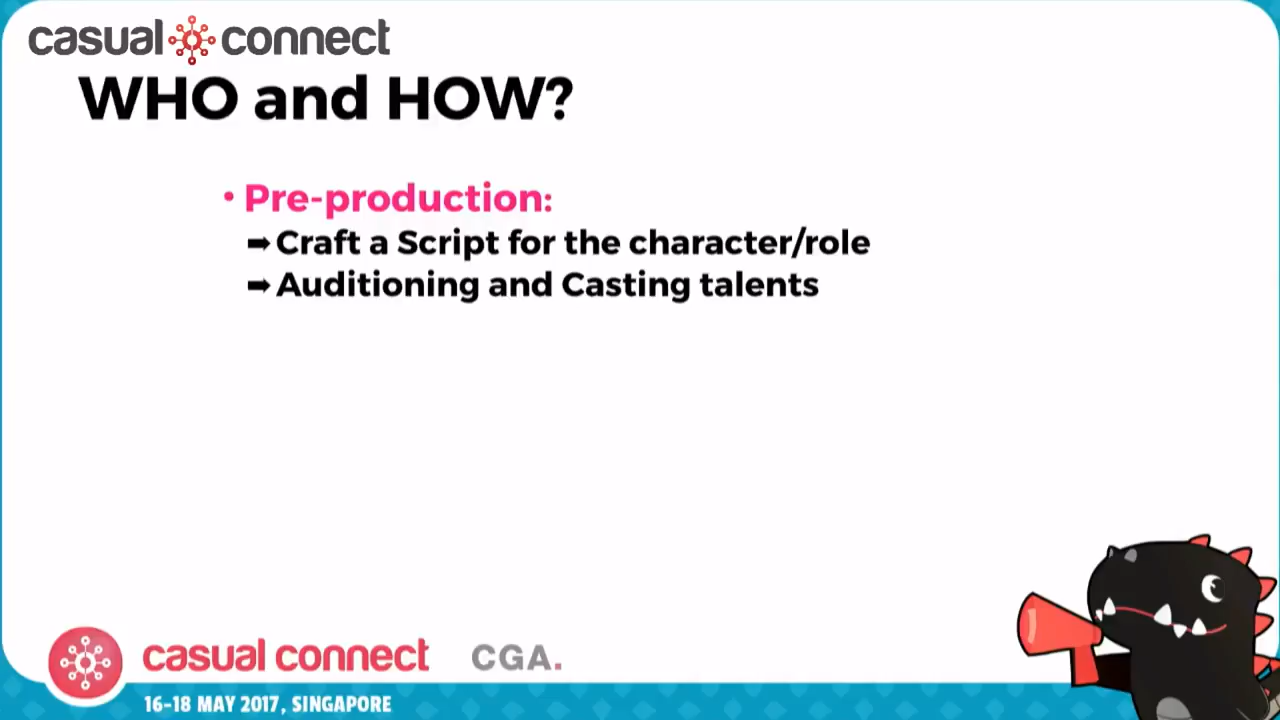 casual connect
WHO and HOW?
• Pre-production:
➡ Craft a Script for the character/role
➡ Auditioning and Casting talents
casual connect CGA.
16-18 MAY 2017, SINGAPORE